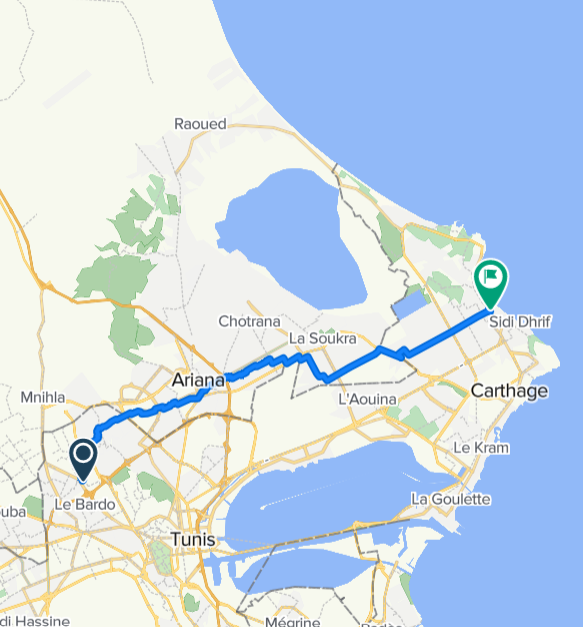 Raoued
Chotrana
La Soukra
Sidi Dhrif
Ariana
Mnihla
L'Aouina
Carthage
Le Kram
Le Bardo
La Goulette
ouba
Tunis
di Hassine
Mégrine